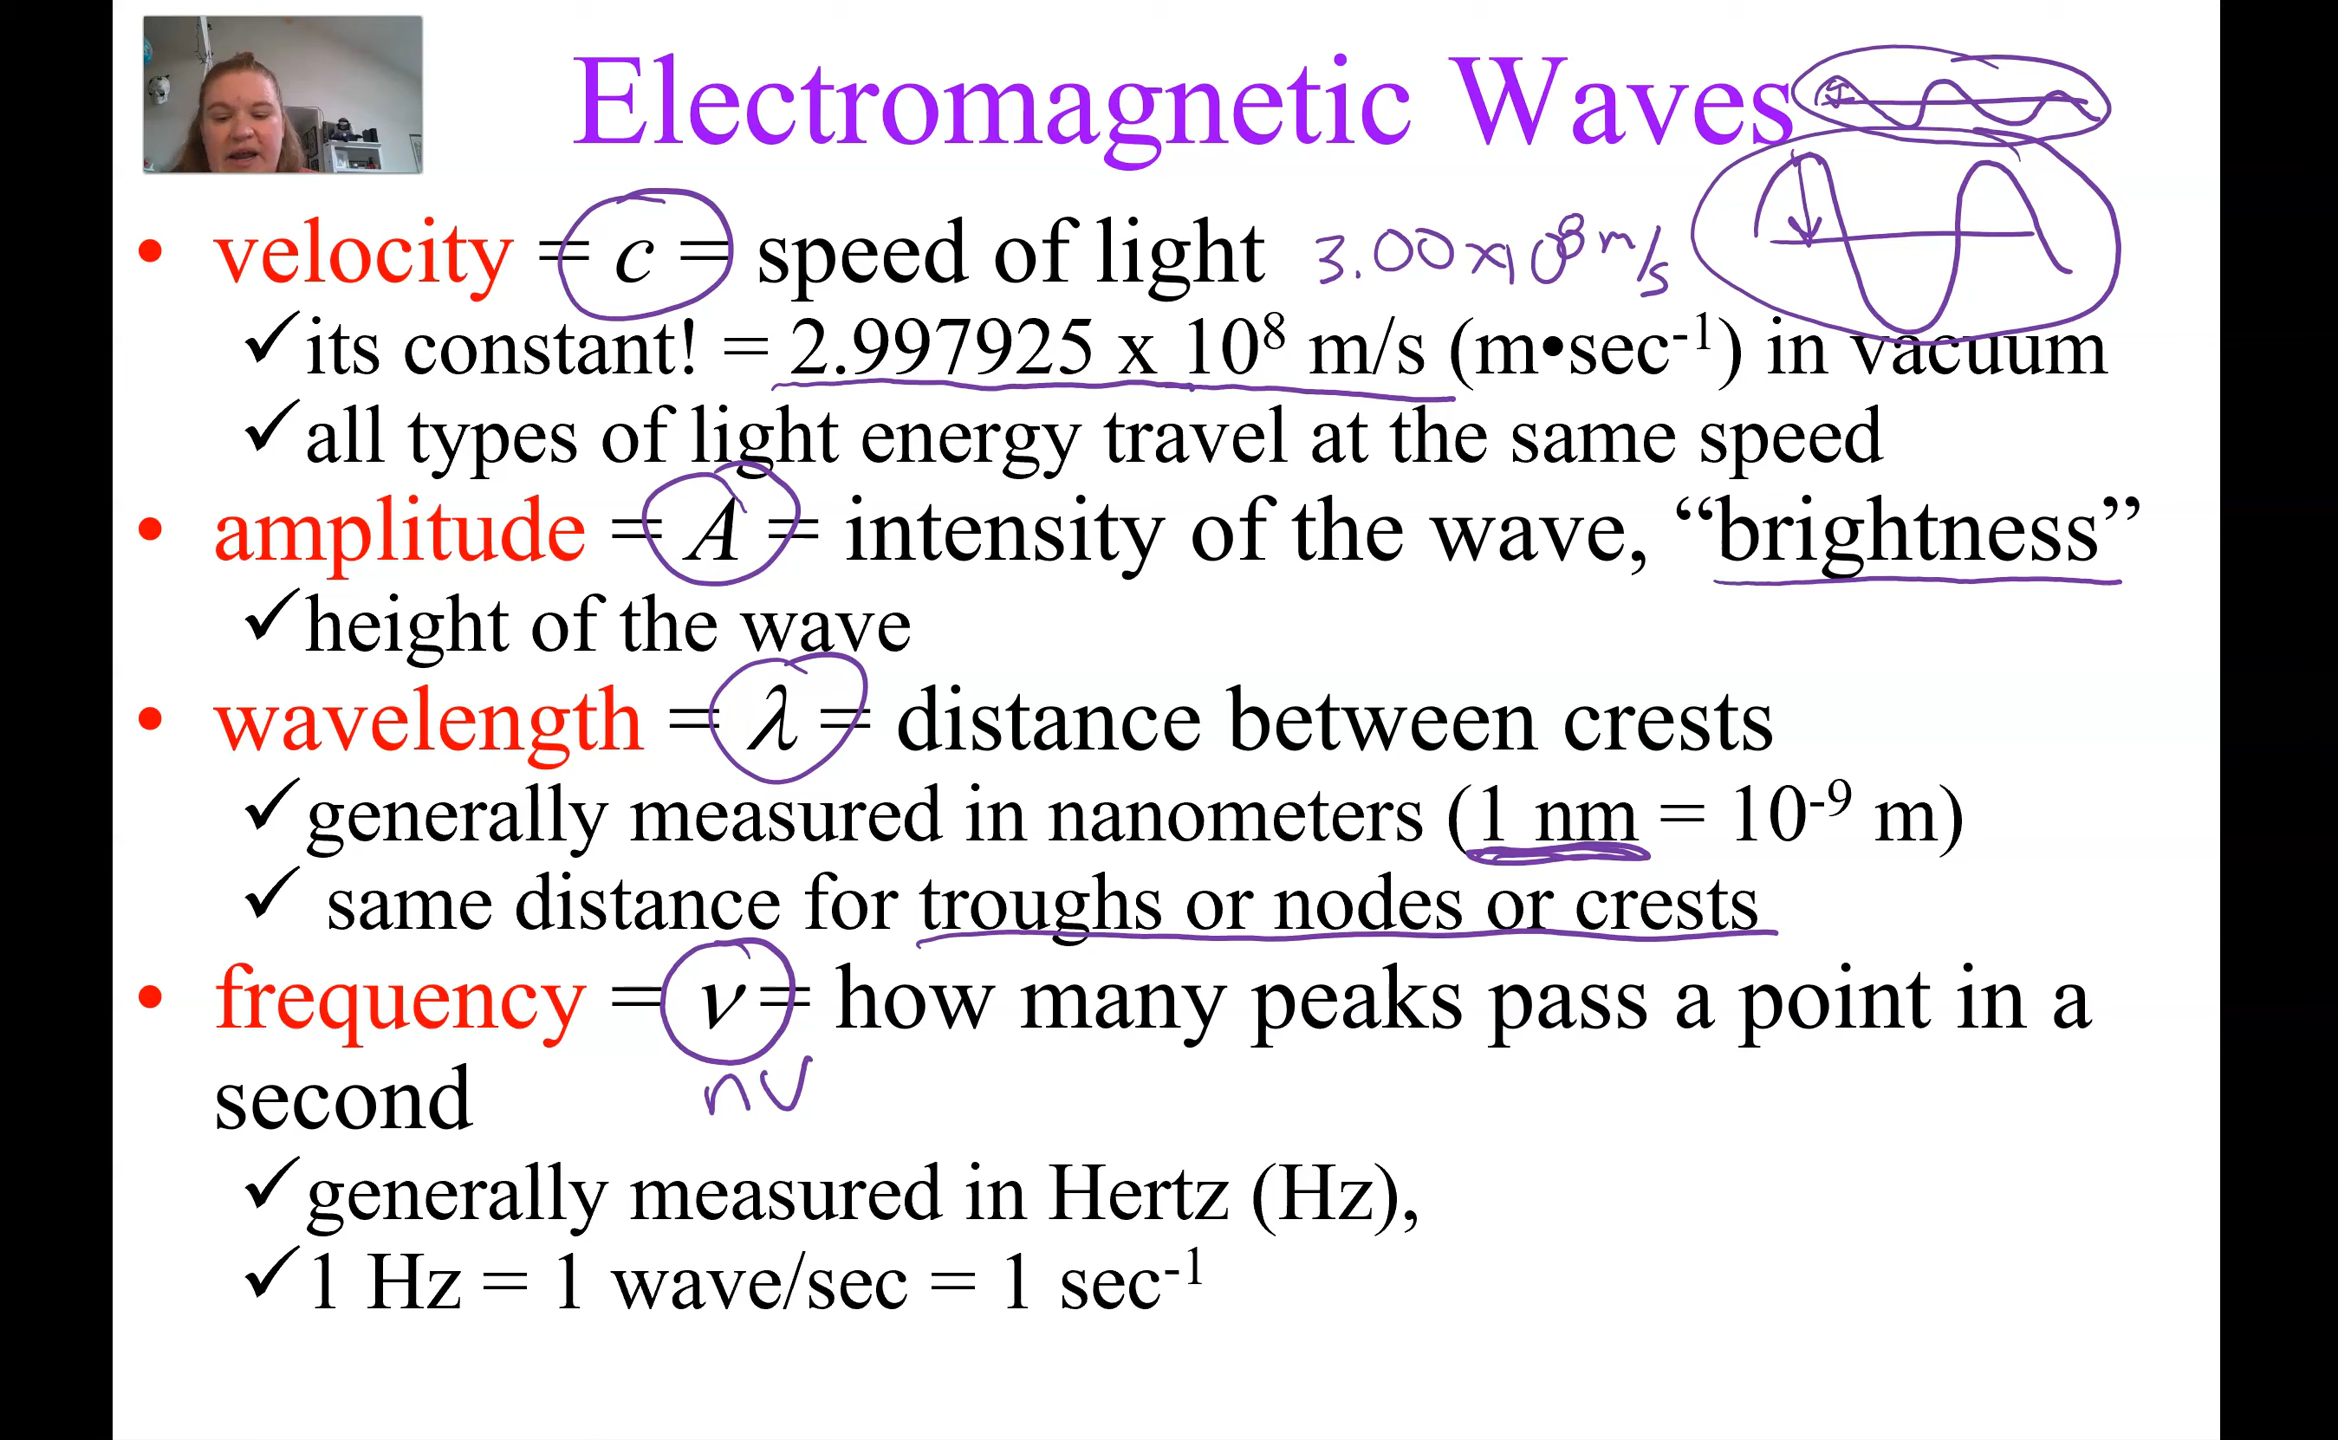 Electromagnetic Waves
• velocity = c = speed of light 3.00x10⁸ m/s
✓its constant! = 2.997925 x 10⁸ m/s (m•sec⁻¹) in vacuum
✓all types of light energy travel at the same speed
• amplitude = A = intensity of the wave, “brightness”
✓height of the wave
• wavelength = λ = distance between crests
✓generally measured in nanometers (1 nm = 10⁻⁹ m)
✓ same distance for troughs or nodes or crests
• frequency = ν = how many peaks pass a point in a
second
nv
✓generally measured in Hertz (Hz),
✓1 Hz = 1 wave/sec = 1 sec⁻¹